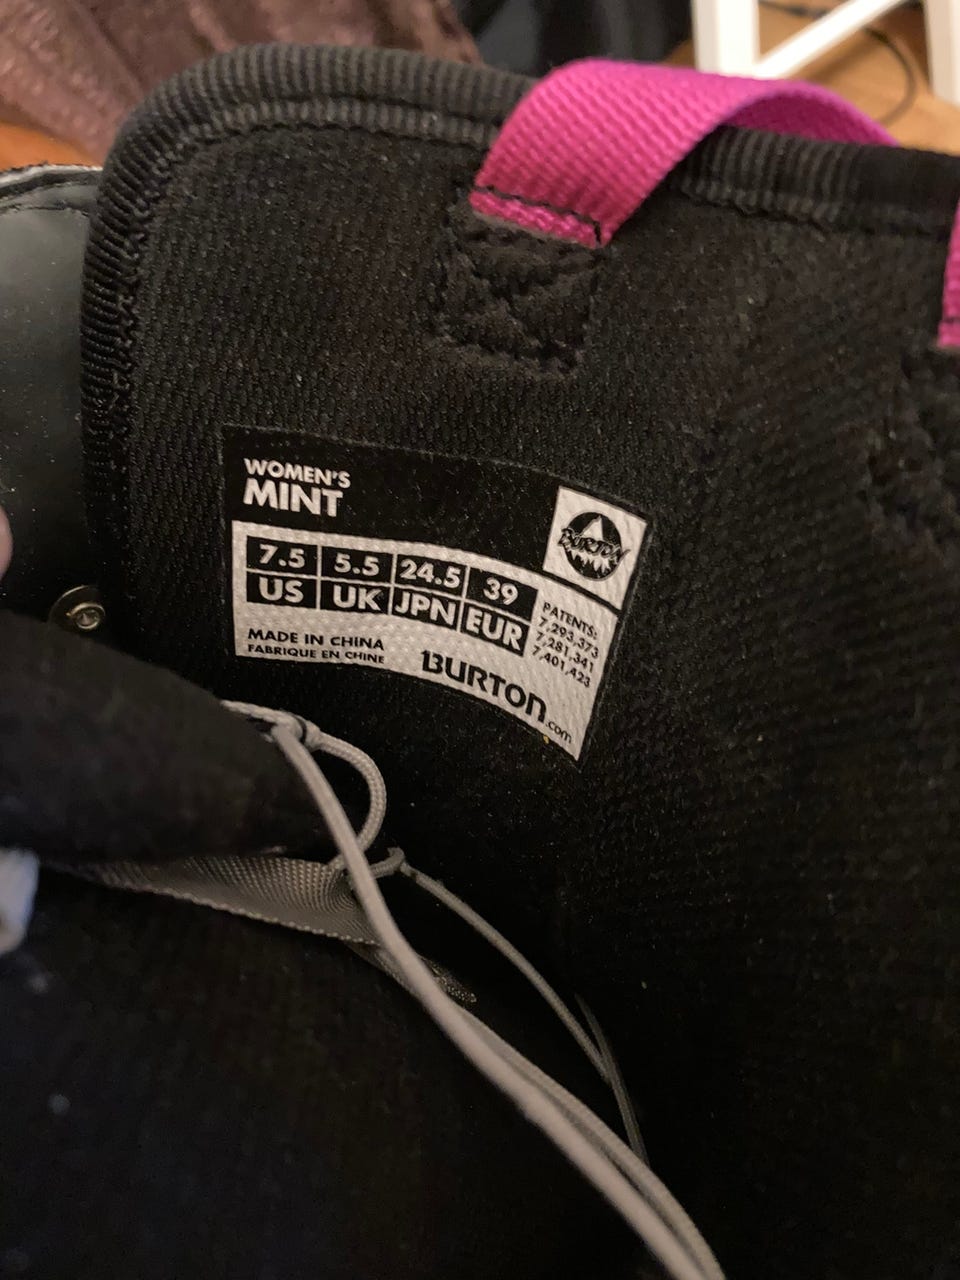 WOMEN'S
MINT
BURTON
7.5 5.5 24.5 39
US UK JPN EUR
PATENTS:
7,293,373
7,281,341
7,401,423
MADE IN CHINA
FABRIQUE EN CHINE
BURTON.com